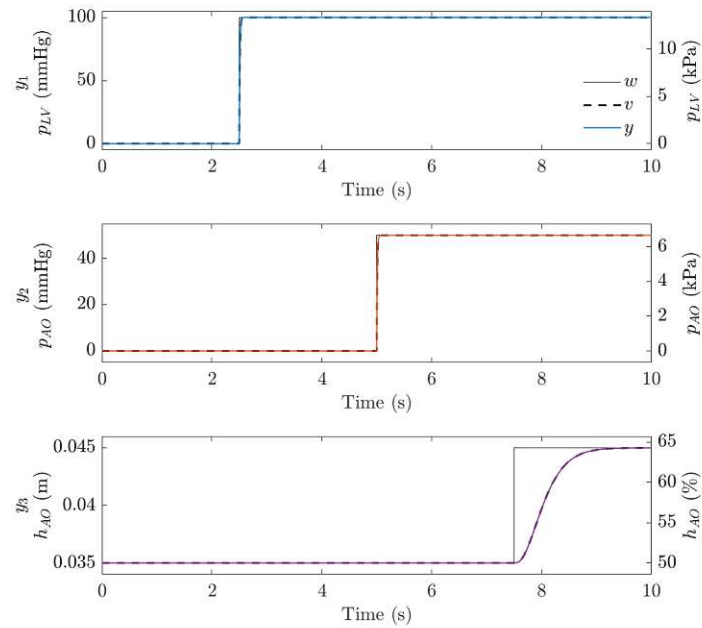 y1
pLV (mmHg)
100
50
0
w
v
y
10
5
0
pLV (kPa)
0 2 4 6 8 10
Time (s)
y2
pAO (mmHg)
40
20
0
6
4
2
0
pAO (kPa)
0 2 4 6 8 10
Time (s)
y3
hAO (m)
0.045
0.04
0.035
65
60
55
50
hAO (%)
0 2 4 6 8 10
Time (s)